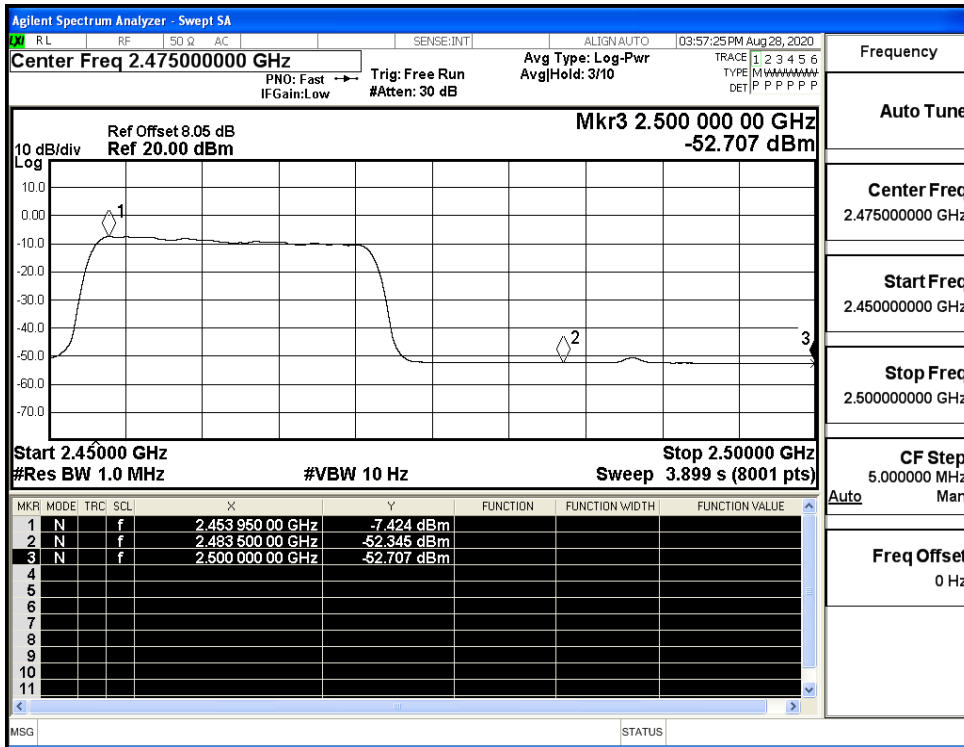 Agilent Spectrum Analyzer - Swept SA
LXI RL RF 50 Ω AC SENSE:INT ALIGN AUTO 03:57:25 PM Aug 28, 2020
Center Freq 2.475000000 GHz
PNO: Fast
IFGain:Low
Trig: Free Run
#Atten: 30 dB
Avg Type: Log-Pwr
Avg|Hold: 3/10
TRACE 1 2 3 4 5 6
TYPE M WWWWW
DET P P P P P P
Ref Offset 8.05 dB
10 dB/div Ref 20.00 dBm
Log
Mkr3 2.500 000 00 GHz
-52.707 dBm
10.0
0.00
-10.0
-20.0
-30.0
-40.0
-50.0
-60.0
-70.0
1
2
3
Start 2.45000 GHz Stop 2.50000 GHz
#Res BW 1.0 MHz #VBW 10 Hz Sweep 3.899 s (8001 pts)
MKR MODE TRC SCL X Y FUNCTION FUNCTION WIDTH FUNCTION VALUE
1 N f 2.453 950 00 GHz -7.424 dBm
2 N f 2.483 500 00 GHz -52.345 dBm
3 N f 2.500 000 00 GHz -52.707 dBm
4
5
6
7
8
9
10
11
MSG STATUS
Frequency
Auto Tune
Center Freq
2.475000000 GHz
Start Freq
2.450000000 GHz
Stop Freq
2.500000000 GHz
CF Step
5.000000 MHz
Auto Man
Freq Offset
0 Hz